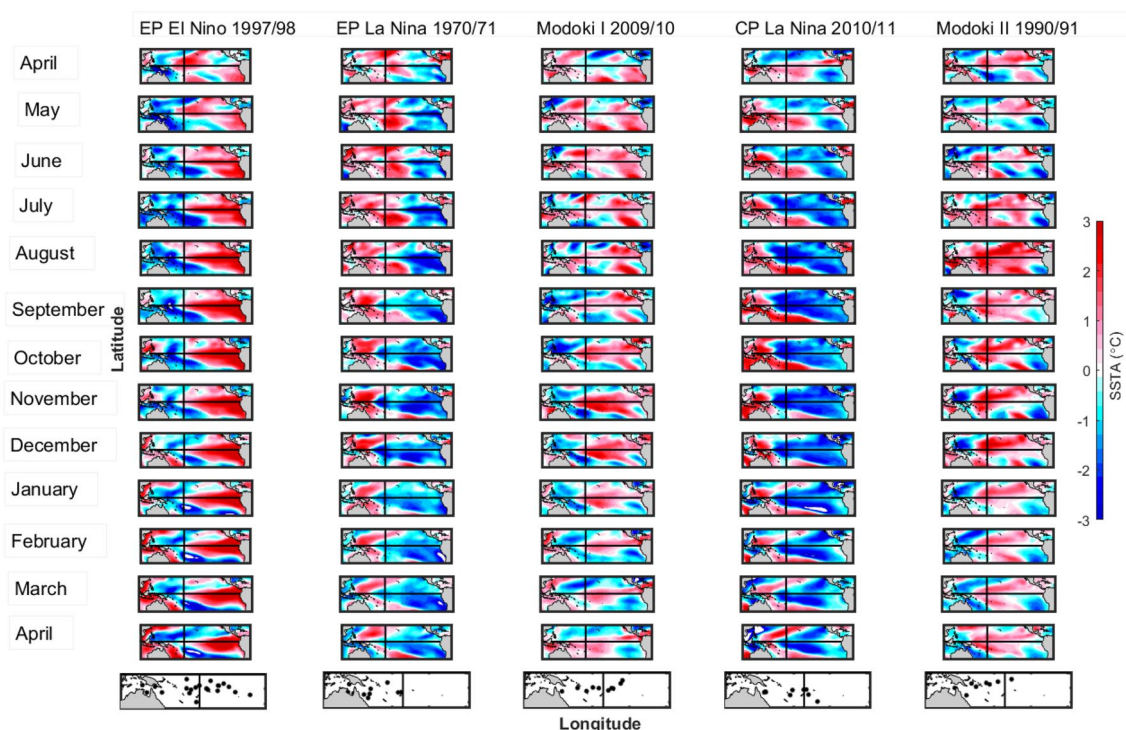 EP El Nino 1997/98 EP La Nina 1970/71 Modoki I 2009/10 CP La Nina 2010/11 Modoki II 1990/91
April
May
June
July
August
September
October
November
December
January
February
March
April
Latitude
Longitude
3
2
1
0
-1
-2
-3
SSTA (°C)